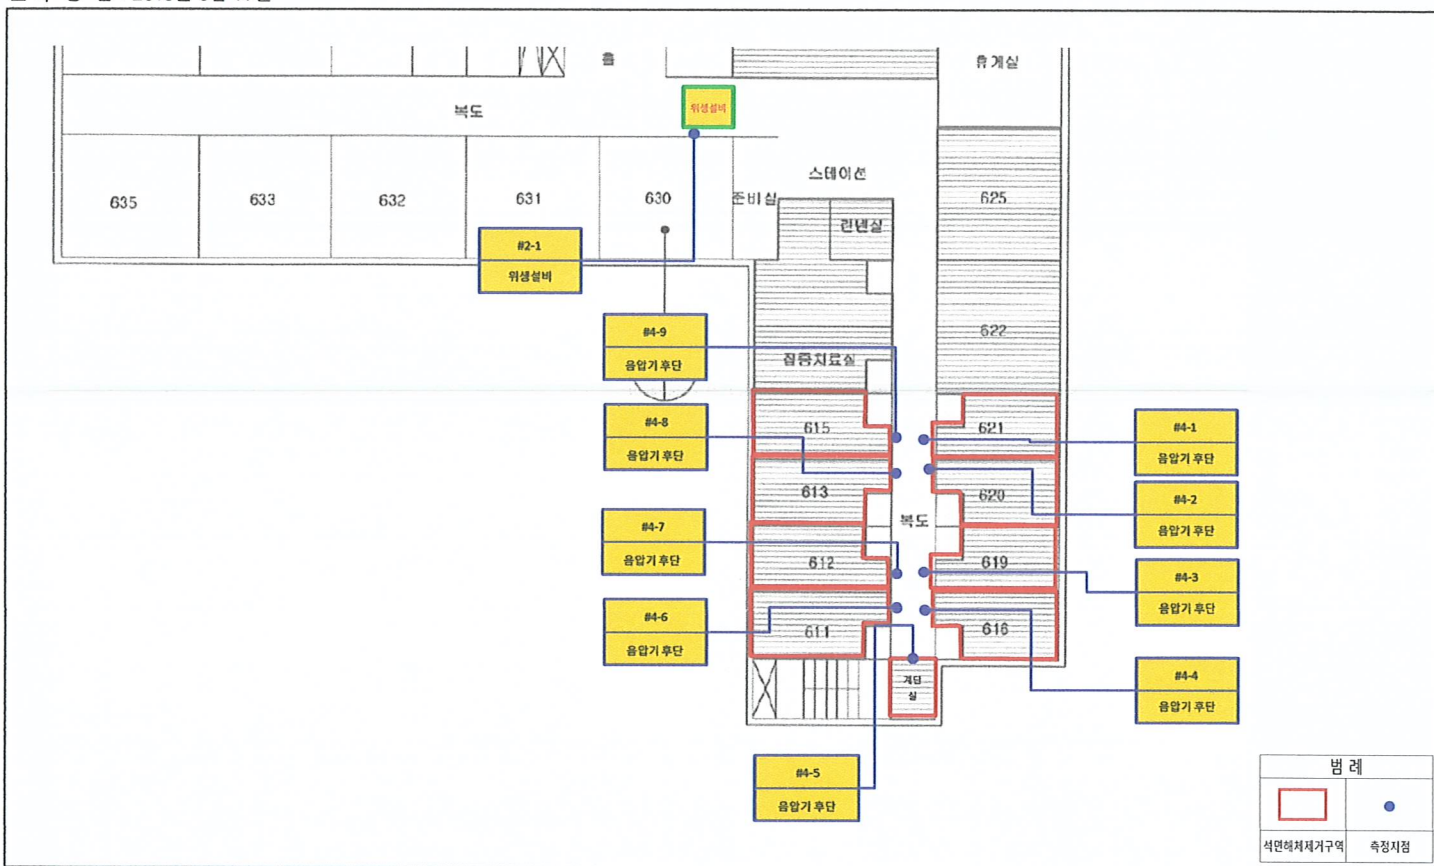 홀
휴게실
복도
위생설비
635
633
632
631
630
준비실
스테이션
린넨실
625
#2-1
위생설비
622
#4-9
음압기 후단
집중치료실
#4-8
음압기 후단
615
621
#4-1
음압기 후단
613
620
#4-2
음압기 후단
복도
#4-7
음압기 후단
612
619
#4-3
음압기 후단
#4-6
음압기 후단
611
616
계단
실
#4-4
음압기 후단
#4-5
음압기 후단
범 례
석면해체제거구역
측정지점